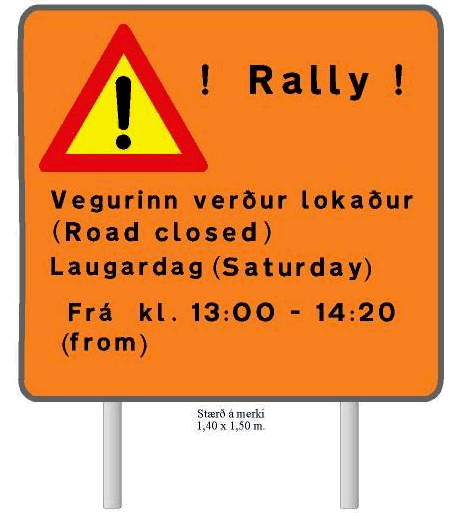 ! Rally !
Vegurinn verður lokaður
(Road closed)
Laugardag (Saturday)
Frá kl. 13:00 - 14:20
(from)
Stærð á merki
1,40 x 1,50 m.